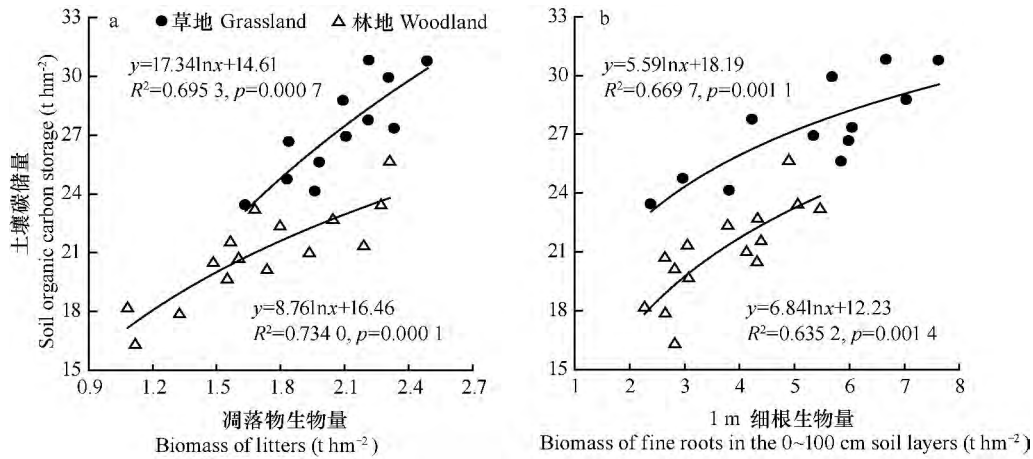 a ●草地 Grassland △林地 Woodland
y=17.34lnx+14.61
R²=0.695 3, p=0.000 7
y=8.76lnx+16.46
R²=0.734 0, p=0.000 1
33
30
27
24
21
18
15
0.9 1.2 1.5 1.8 2.1 2.4 2.7
土壤碳储量
Soil organic carbon storage (t hm⁻²)
凋落物生物量
Biomass of litters (t hm⁻²)
b
y=5.59lnx+18.19
R²=0.669 7, p=0.001 1
y=6.84lnx+12.23
R²=0.635 2, p=0.001 4
33
30
27
24
21
18
15
1 2 3 4 5 6 7 8
1 m 细根生物量
Biomass of fine roots in the 0~100 cm soil layers (t hm⁻²)